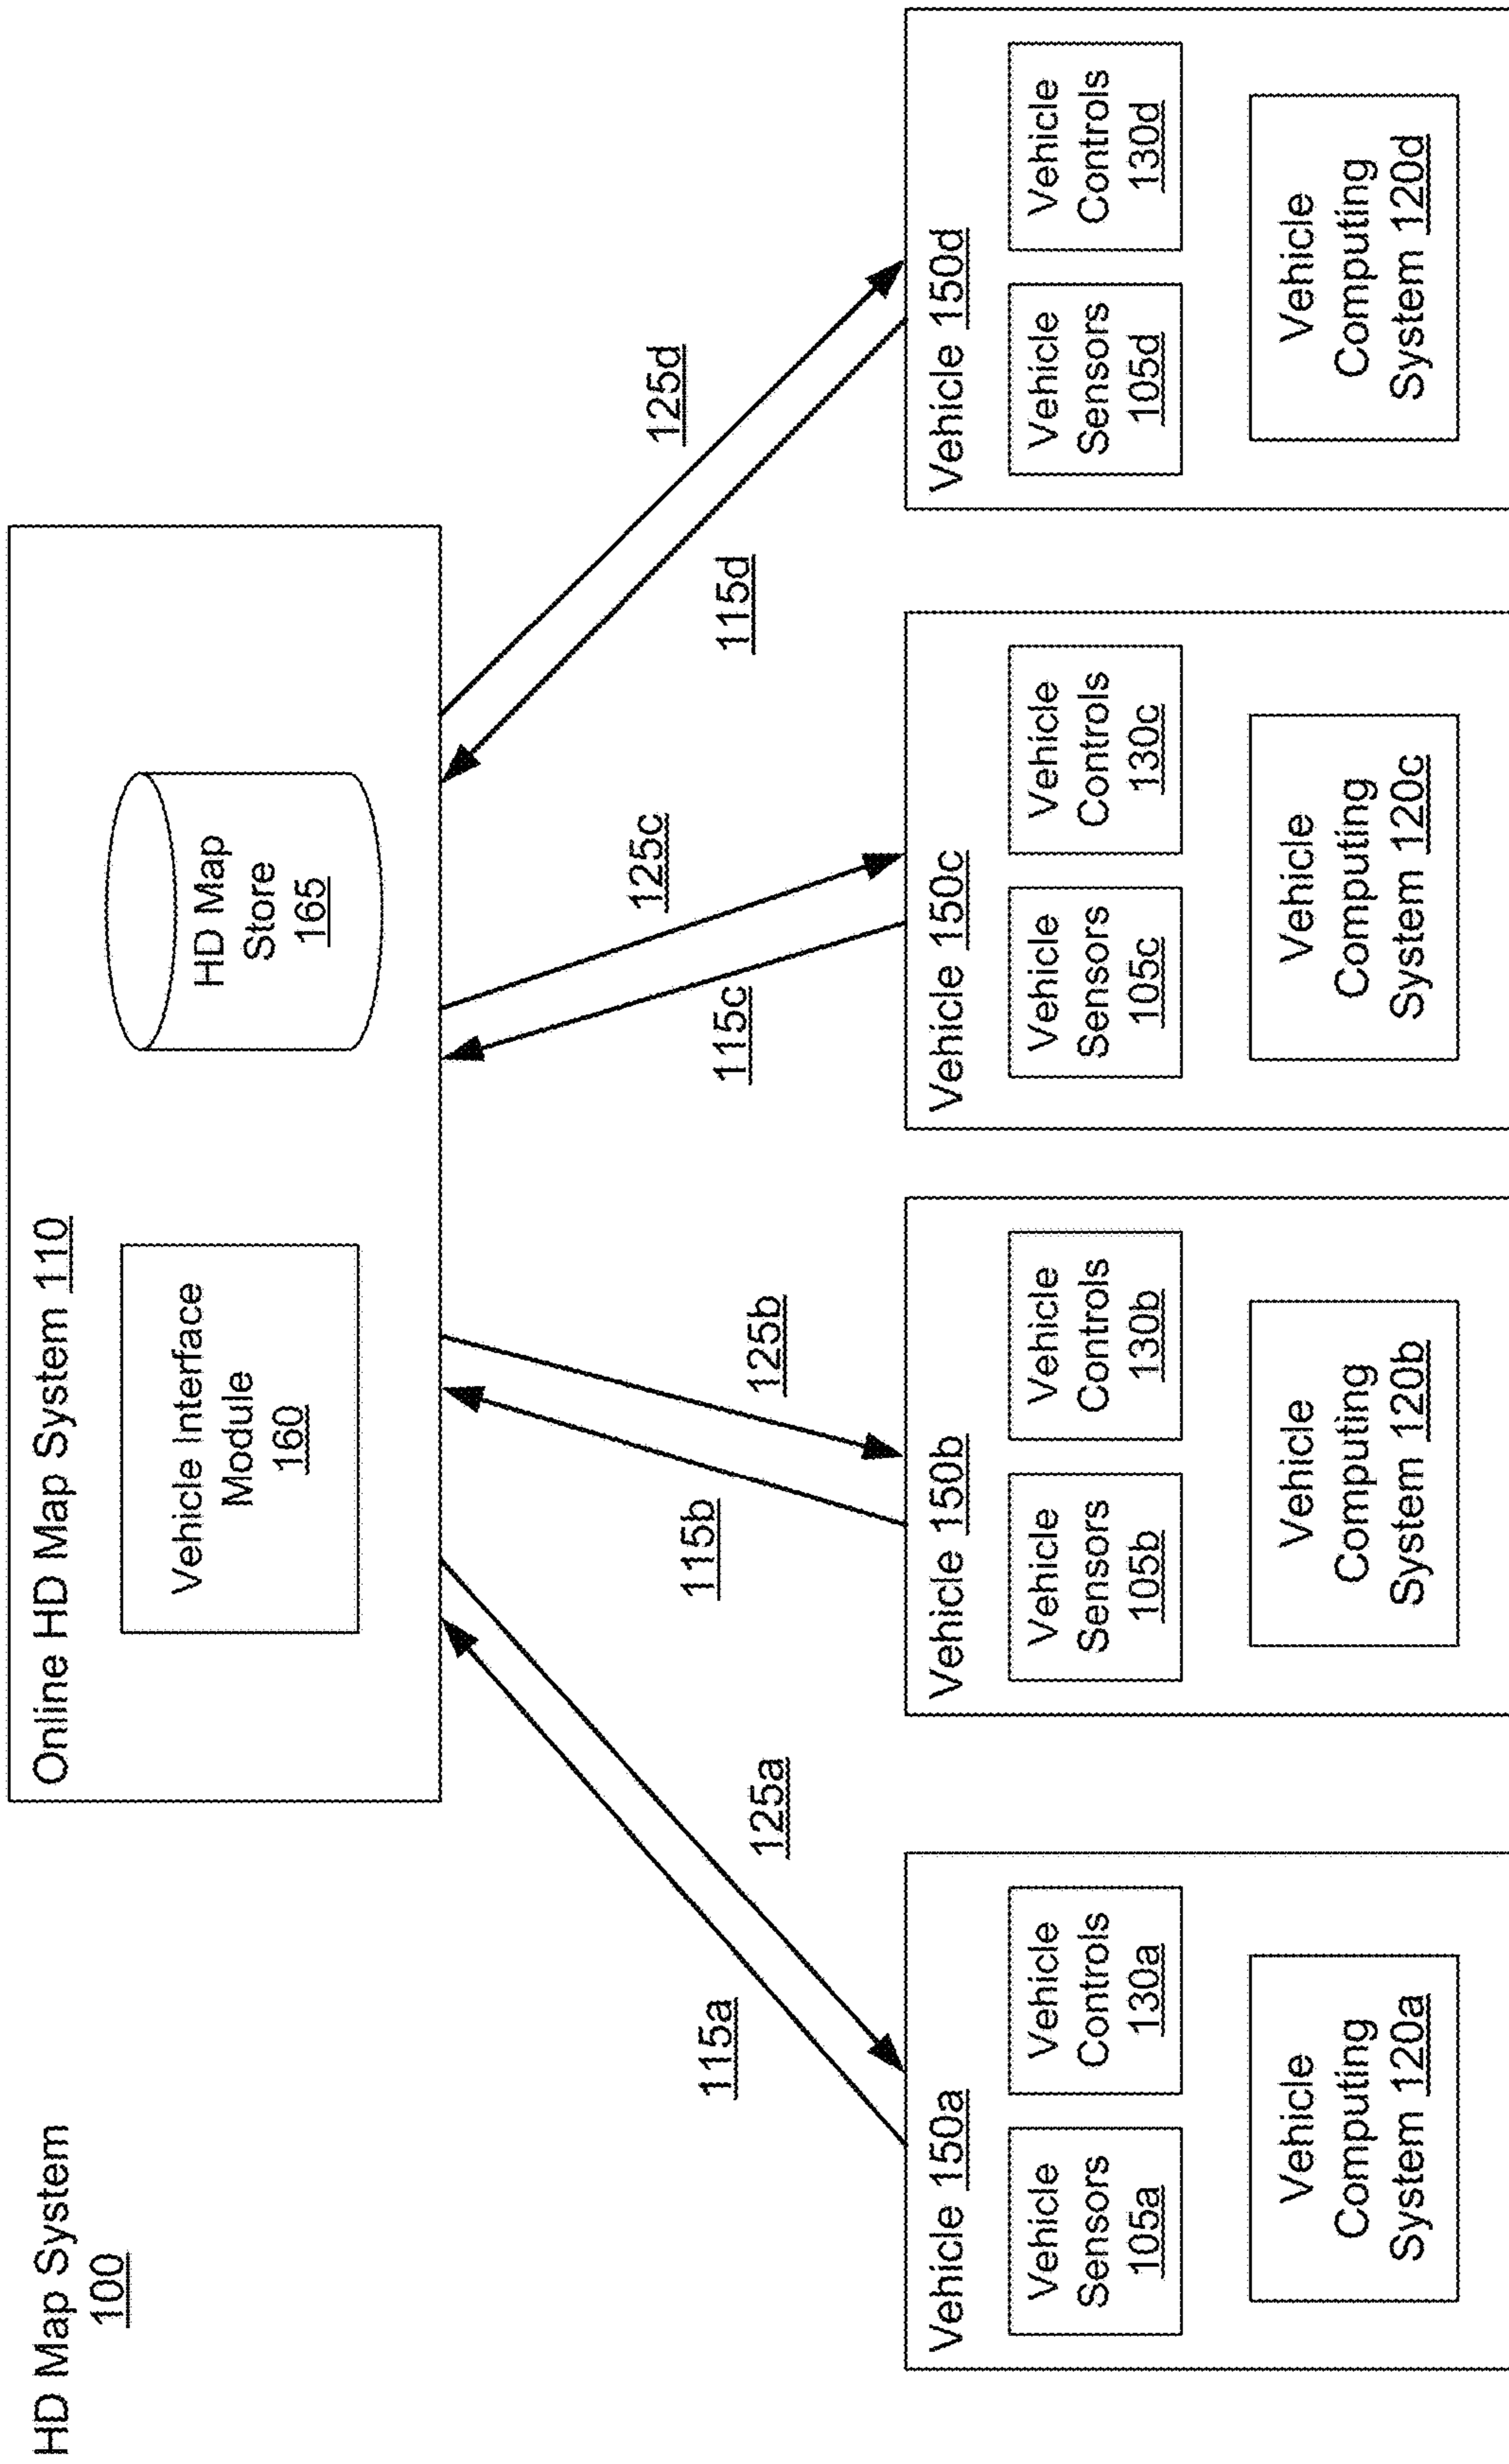 HD Map System
100
Online HD Map System 110
Vehicle Interface
Module
160
HD Map
Store
165
115a
125a
115b
125b
115c
125c
115d
125d
Vehicle 150a
Vehicle
Sensors
105a
Vehicle
Controls
130a
Vehicle
Computing
System 120a
Vehicle 150b
Vehicle
Sensors
105b
Vehicle
Controls
130b
Vehicle
Computing
System 120b
Vehicle 150c
Vehicle
Sensors
105c
Vehicle
Controls
130c
Vehicle
Computing
System 120c
Vehicle 150d
Vehicle
Sensors
105d
Vehicle
Controls
130d
Vehicle
Computing
System 120d